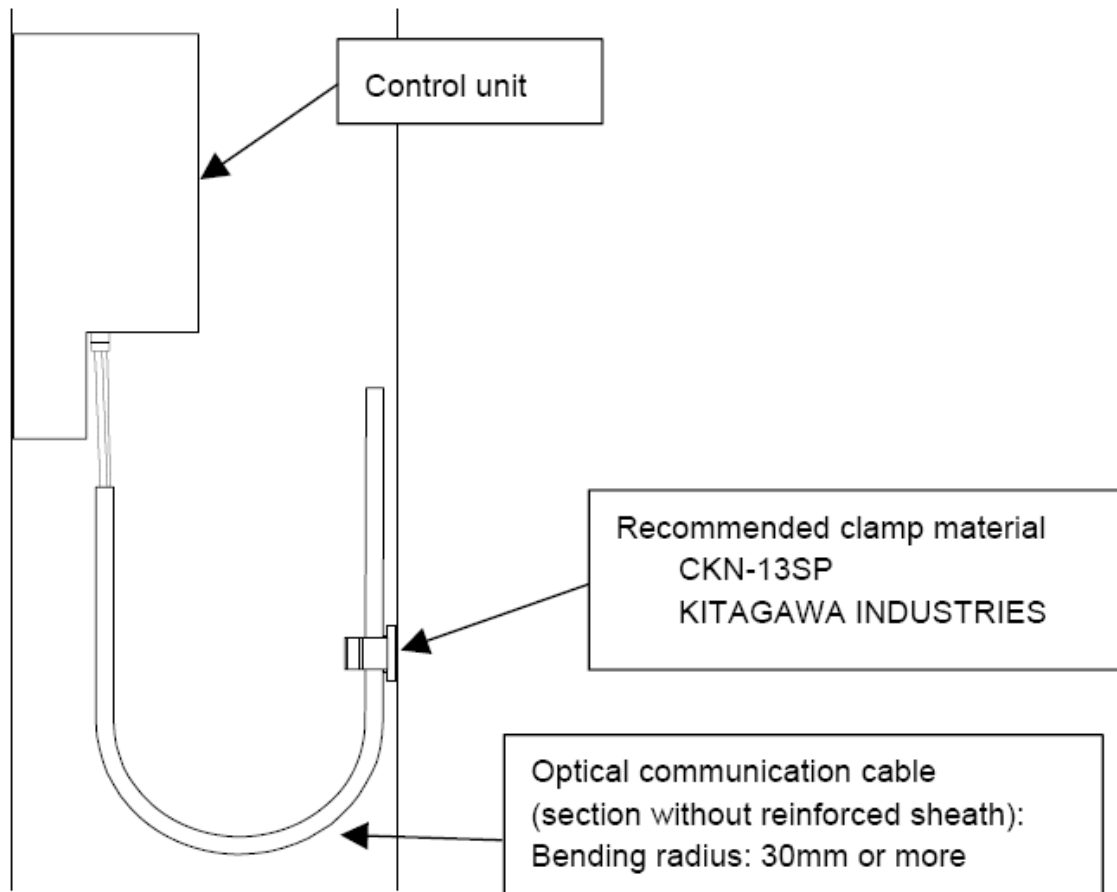 Control unit
Recommended clamp material
CKN-13SP
KITAGAWA INDUSTRIES
Optical communication cable
(section without reinforced sheath):
Bending radius: 30mm or more